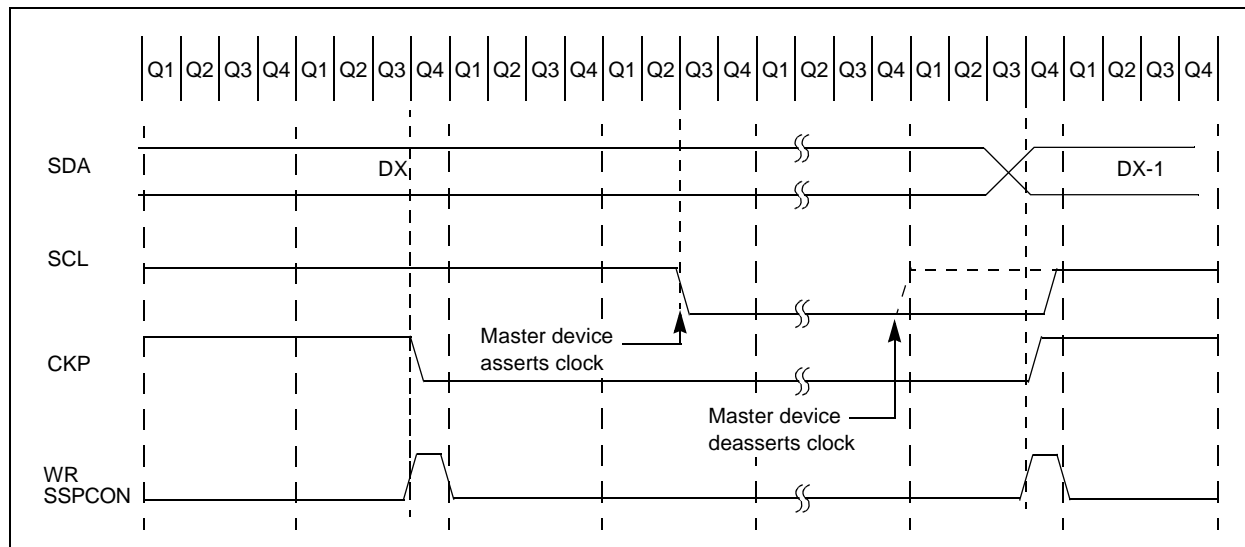 Q1 Q2 Q3 Q4 Q1 Q2 Q3 Q4 Q1 Q2 Q3 Q4 Q1 Q2 Q3 Q4 Q1 Q2 Q3 Q4 Q1 Q2 Q3 Q4 Q1 Q2 Q3 Q4
SDA DX DX-1
SCL
Master device
asserts clock
CKP
Master device
deasserts clock
WR
SSPCON